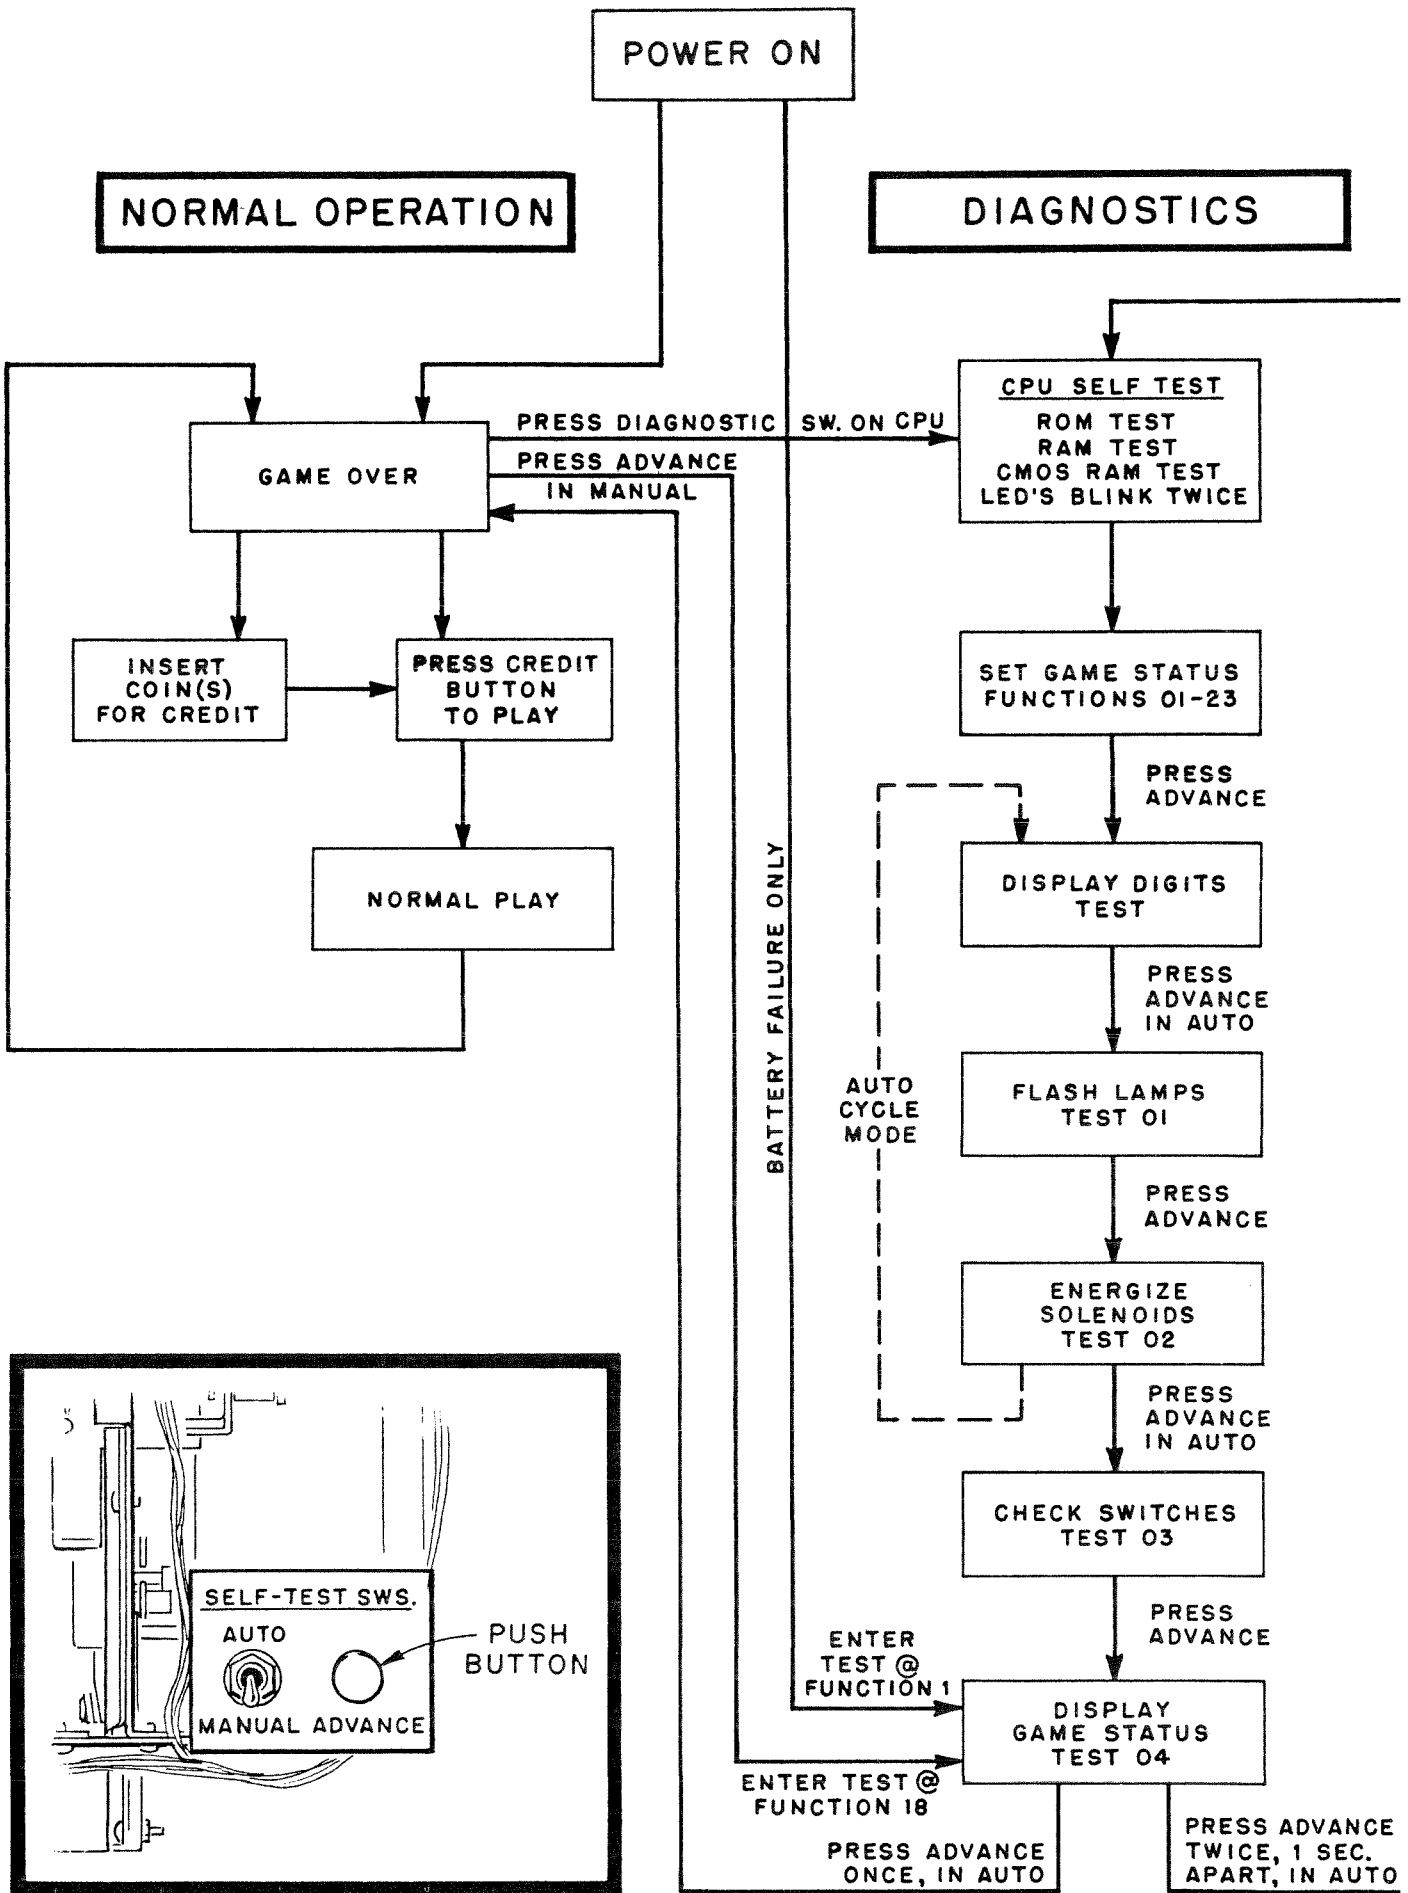 POWER ON
NORMAL OPERATION
DIAGNOSTICS
CPU SELF TEST
ROM TEST
RAM TEST
CMOS RAM TEST
LED'S BLINK TWICE
PRESS DIAGNOSTIC SW. ON CPU
PRESS ADVANCE
IN MANUAL
GAME OVER
INSERT
COIN(S)
FOR CREDIT
PRESS CREDIT
BUTTON
TO PLAY
NORMAL PLAY
SET GAME STATUS
FUNCTIONS 01-23
PRESS
ADVANCE
DISPLAY DIGITS
TEST
PRESS
ADVANCE
IN AUTO
BATTERY FAILURE ONLY
AUTO
CYCLE
MODE
FLASH LAMPS
TEST 01
PRESS
ADVANCE
ENERGIZE
SOLENOIDS
TEST 02
PRESS
ADVANCE
IN AUTO
CHECK SWITCHES
TEST 03
PRESS
ADVANCE
ENTER
TEST @
FUNCTION 1
DISPLAY
GAME STATUS
TEST 04
ENTER TEST @
FUNCTION 18
PRESS ADVANCE
ONCE, IN AUTO
PRESS ADVANCE
TWICE, 1 SEC.
APART, IN AUTO
SELF-TEST SWS.
AUTO
MANUAL ADVANCE
PUSH
BUTTON